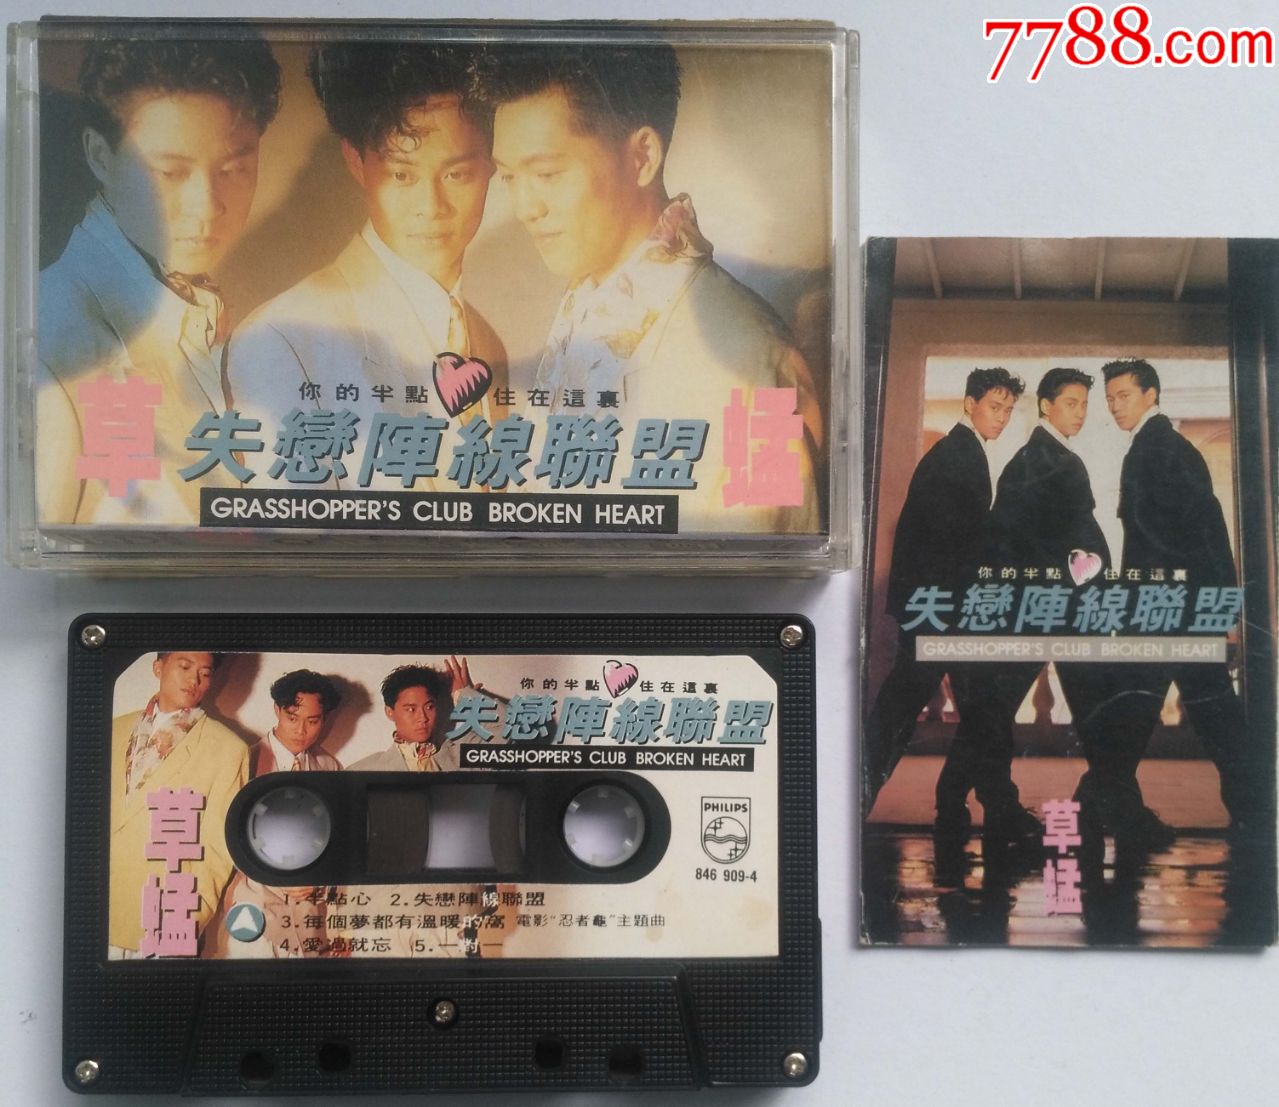 7788.com
你的半點 住在這裏
草 失戀陣線聯盟 蜢
GRASSHOPPER'S CLUB BROKEN HEART
你的半點 住在這裏
失戀陣線聯盟
GRASSHOPPER'S CLUB BROKEN HEART
草蜢
PHILIPS
846 909-4
1.半點心 2.失戀陣線聯盟
3.每個夢都有溫暖的窩 電影"忍者龜"主題曲
4.愛過就忘 5.一對一
你的半點 住在這裏
失戀陣線聯盟
GRASSHOPPER'S CLUB BROKEN HEART
草蜢